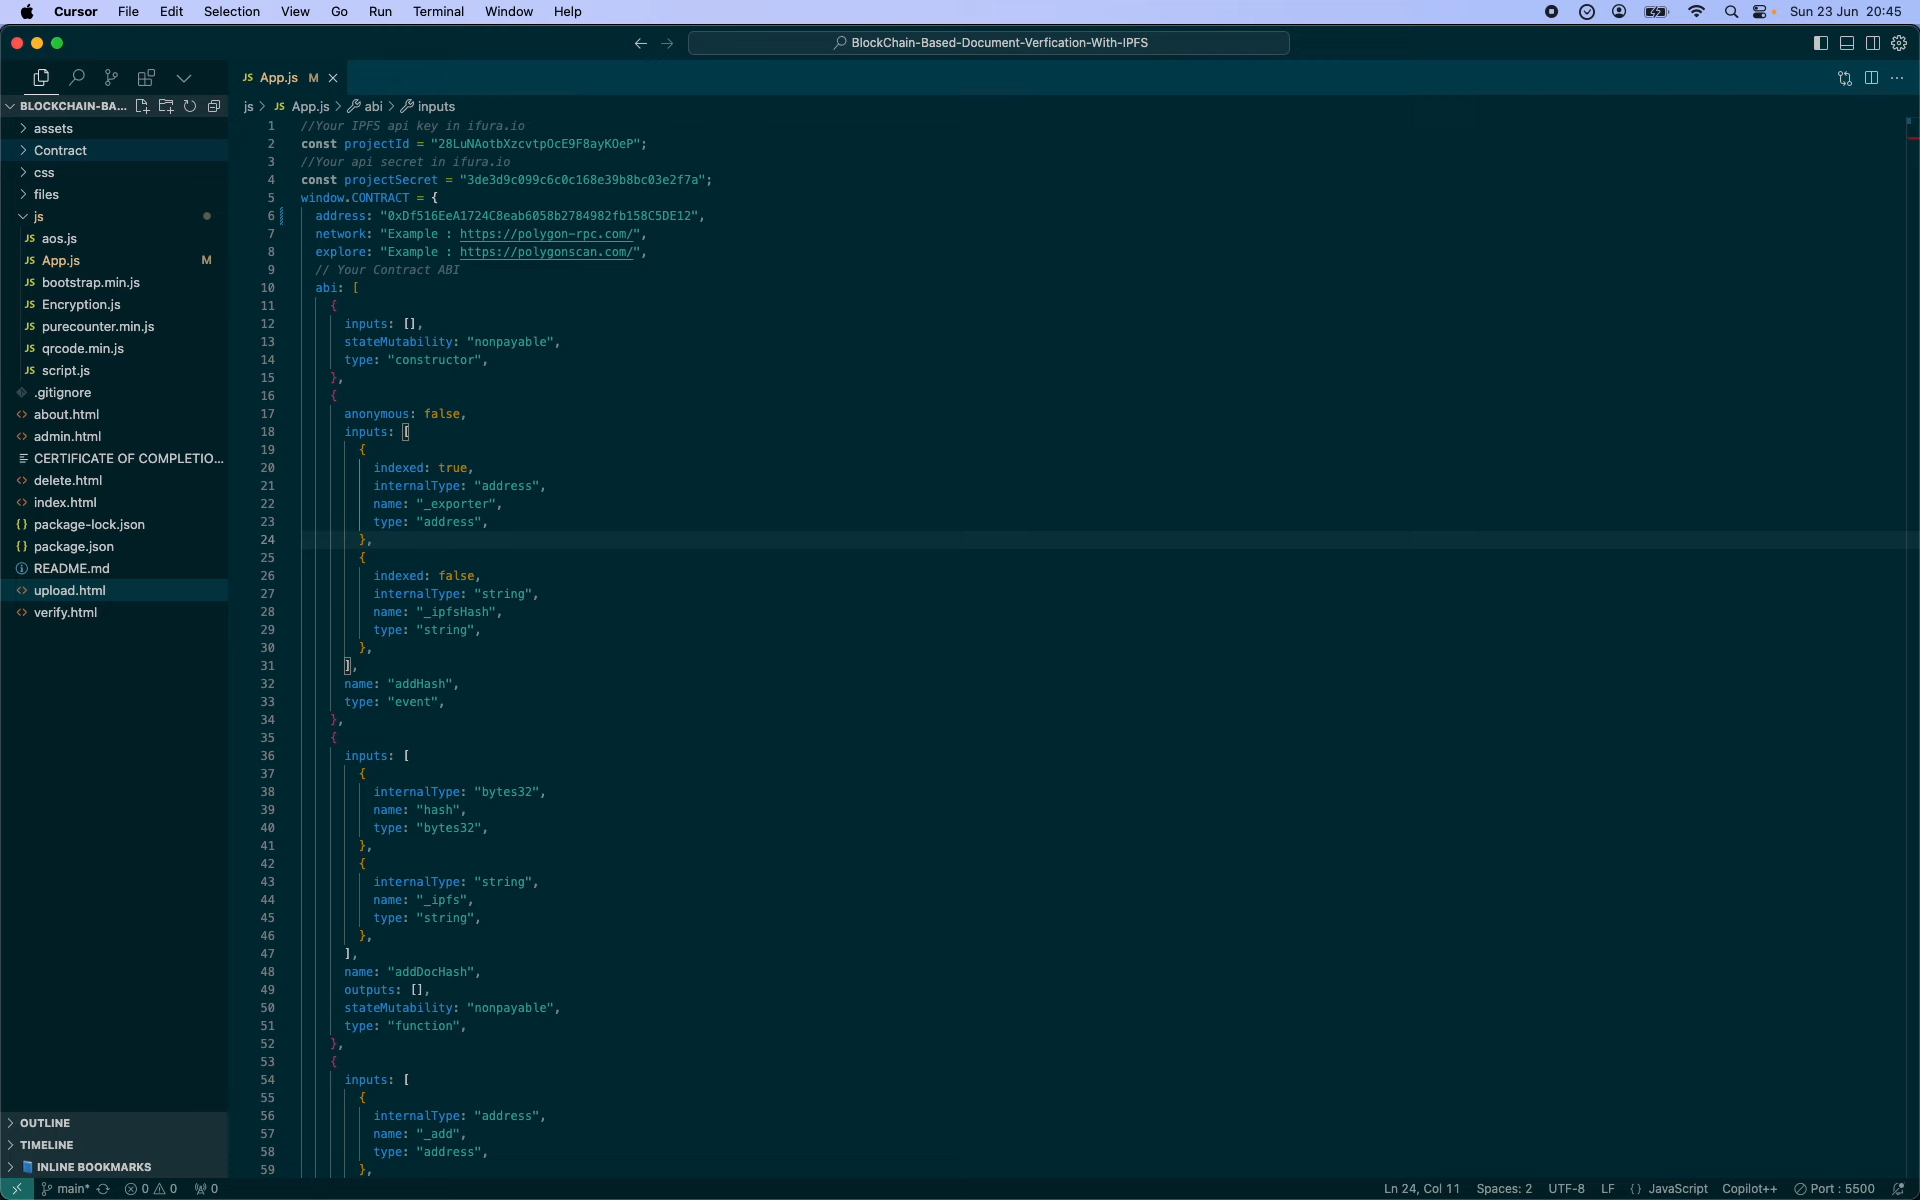 Cursor File Edit Selection View Go Run Terminal Window Help Sun 23 Jun 20:45
BlockChain-Based-Document-Verfication-With-IPFS
JS App.js M
BLOCKCHAIN-BA...
js > JS App.js > abi > inputs
assets
Contract
css
files
js
JS aos.js
JS App.js M
JS bootstrap.min.js
JS Encryption.js
JS purecounter.min.js
JS qrcode.min.js
JS script.js
.gitignore
<> about.html
<> admin.html
CERTIFICATE OF COMPLETIO...
<> delete.html
<> index.html
{} package-lock.json
{} package.json
README.md
<> upload.html
<> verify.html
OUTLINE
TIMELINE
INLINE BOOKMARKS
1 //Your IPFS api key in ifura.io
2 const projectId = "28LuNAotbXzcvtpOcE9F8ayKOeP";
3 //Your api secret in ifura.io
4 const projectSecret = "3de3d9c099c6c0c168e39b8bc03e2f7a";
5 window.CONTRACT = {
6 address: "0xDf516EeA1724C8eab6058b2784982fb158C5DE12",
7 network: "Example : https://polygon-rpc.com/",
8 explore: "Example : https://polygonscan.com/",
9 // Your Contract ABI
10 abi: [
11 {
12 inputs: [],
13 stateMutability: "nonpayable",
14 type: "constructor",
15 },
16 {
17 anonymous: false,
18 inputs: [
19 {
20 indexed: true,
21 internalType: "address",
22 name: "_exporter",
23 type: "address",
24 },
25 {
26 indexed: false,
27 internalType: "string",
28 name: "_ipfsHash",
29 type: "string",
30 },
31 ],
32 name: "addHash",
33 type: "event",
34 },
35 {
36 inputs: [
37 {
38 internalType: "bytes32",
39 name: "hash",
40 type: "bytes32",
41 },
42 {
43 internalType: "string",
44 name: "_ipfs",
45 type: "string",
46 },
47 ],
48 name: "addDocHash",
49 outputs: [],
50 stateMutability: "nonpayable",
51 type: "function",
52 },
53 {
54 inputs: [
55 {
56 internalType: "address",
57 name: "_add",
58 type: "address",
59 },
main* 0 0 0 Ln 24, Col 11 Spaces: 2 UTF-8 LF {} JavaScript Copilot++ Port : 5500